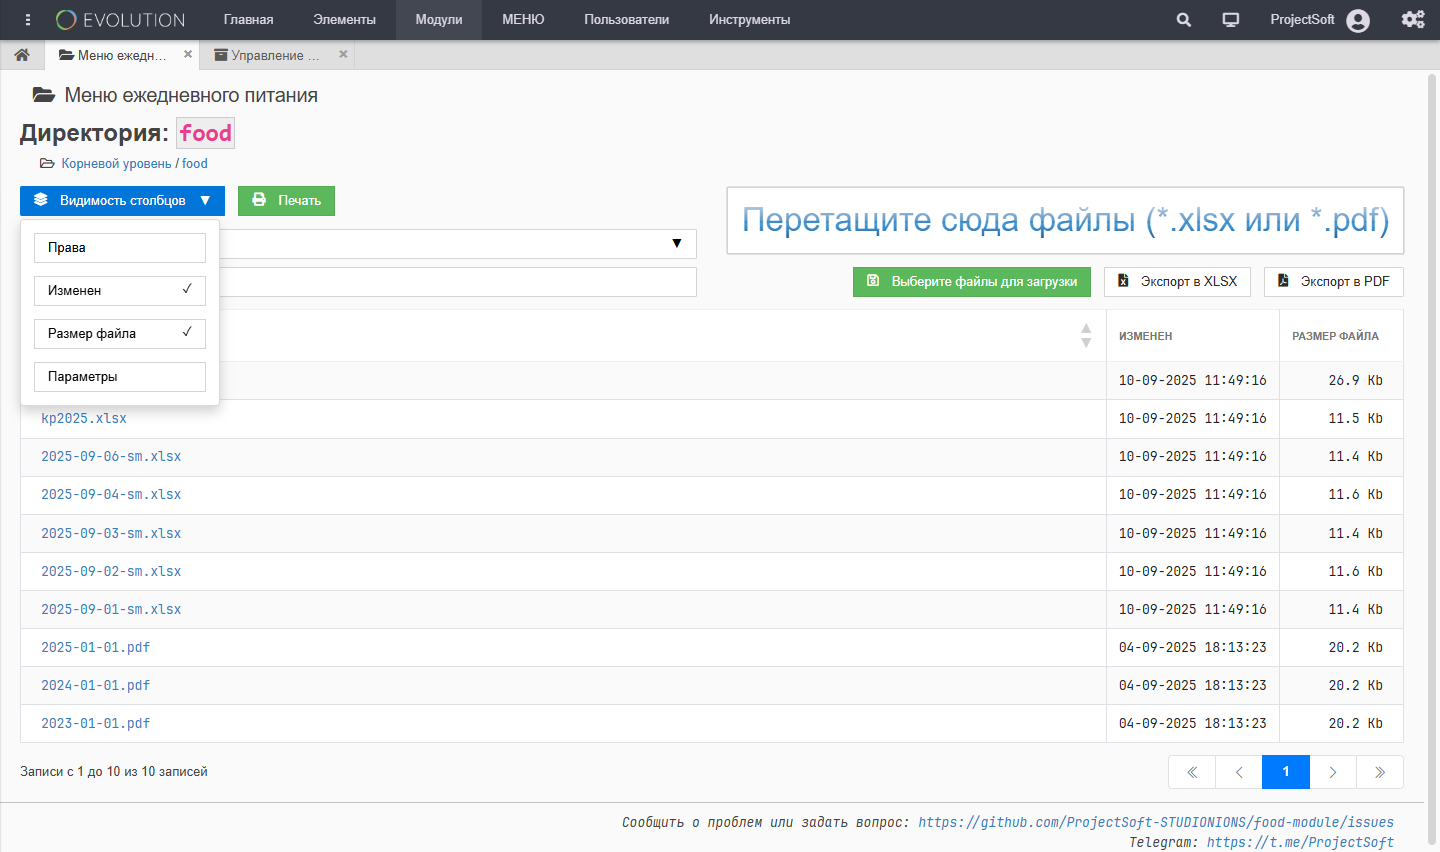 EVOLUTION Главная Элементы Модули МЕНЮ Пользователи Инструменты ProjectSoft
Меню ежедн... Управление ...
Меню ежедневного питания
Директория: food
Корневой уровень / food
Видимость столбцов Печать
Перетащите сюда файлы (*.xlsx или *.pdf)
Права
Изменен
Размер файла
Параметры
Выберите файлы для загрузки Экспорт в XLSX Экспорт в PDF
ИЗМЕНЕН РАЗМЕР ФАЙЛА
10-09-2025 11:49:16 26.9 Kb
kp2025.xlsx 10-09-2025 11:49:16 11.5 Kb
2025-09-06-sm.xlsx 10-09-2025 11:49:16 11.4 Kb
2025-09-04-sm.xlsx 10-09-2025 11:49:16 11.6 Kb
2025-09-03-sm.xlsx 10-09-2025 11:49:16 11.4 Kb
2025-09-02-sm.xlsx 10-09-2025 11:49:16 11.6 Kb
2025-09-01-sm.xlsx 10-09-2025 11:49:16 11.4 Kb
2025-01-01.pdf 04-09-2025 18:13:23 20.2 Kb
2024-01-01.pdf 04-09-2025 18:13:23 20.2 Kb
2023-01-01.pdf 04-09-2025 18:13:23 20.2 Kb
Записи с 1 до 10 из 10 записей 1
Сообщить о проблем или задать вопрос: https://github.com/ProjectSoft-STUDIONIONS/food-module/issues
Telegram: https://t.me/ProjectSoft